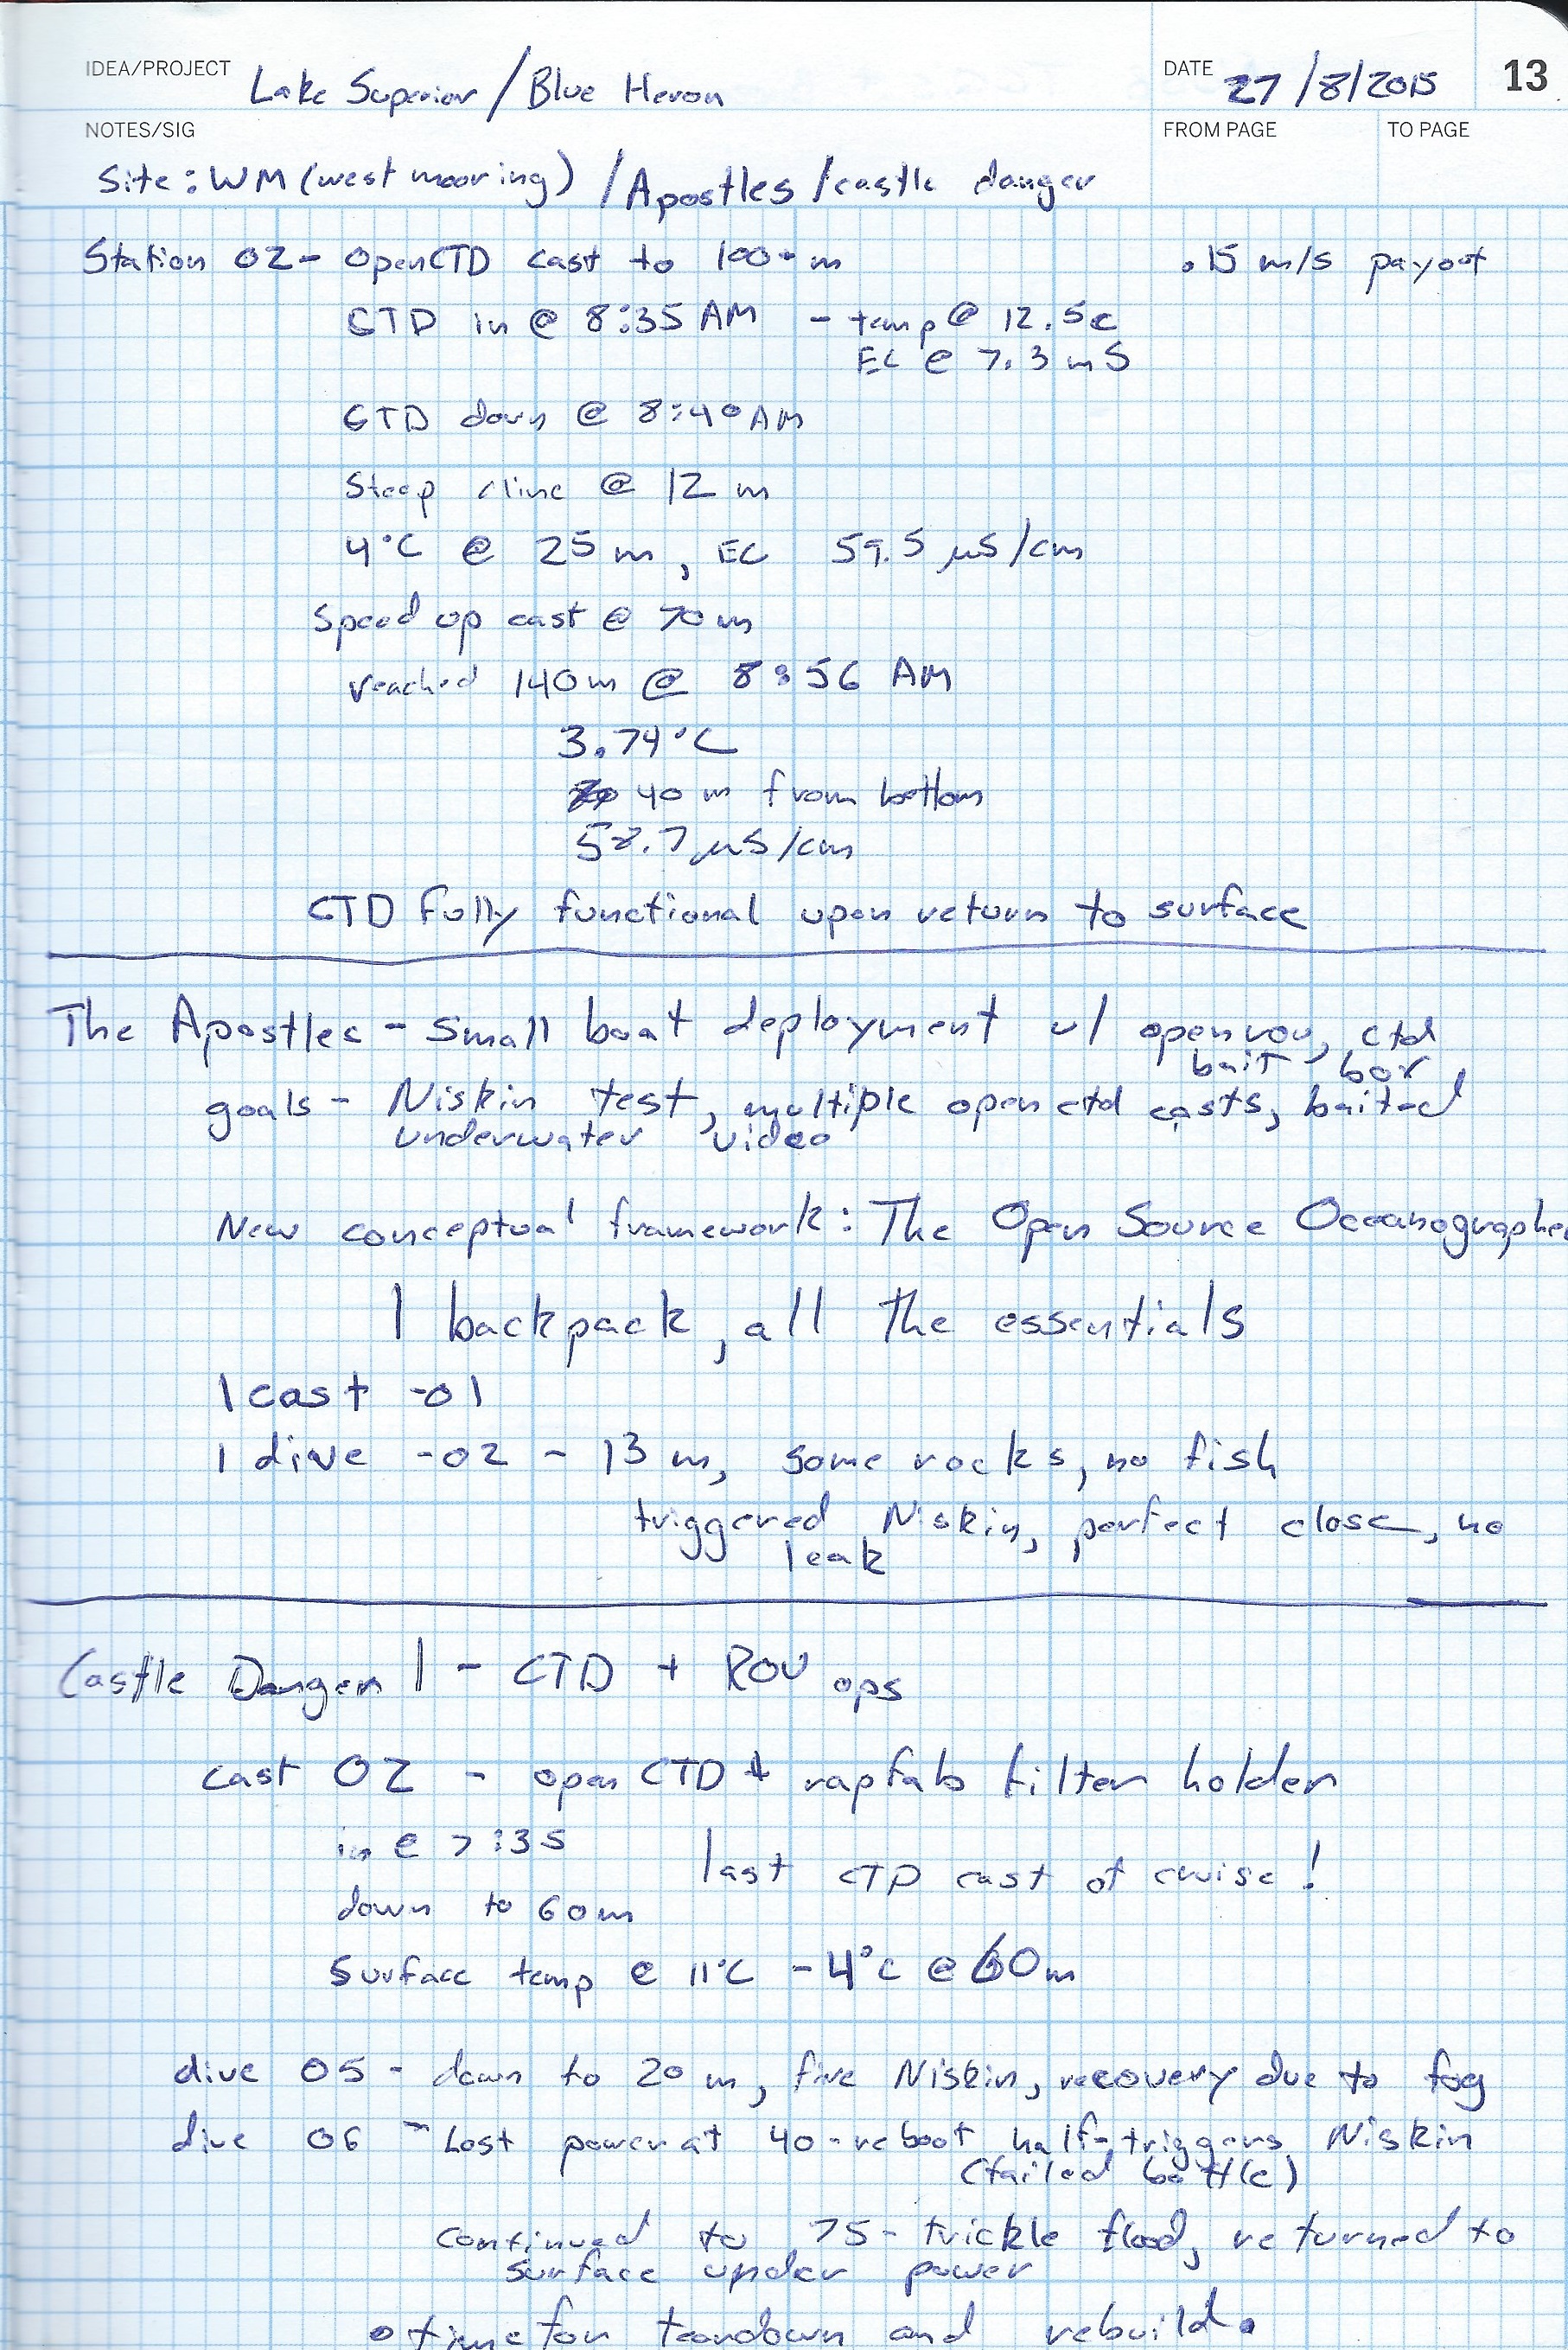 IDEA/PROJECT Lake Superior / Blue Heron
DATE 27/8/2015 13
NOTES/SIG
FROM PAGE TO PAGE
Site: WM (west mooring) / Apostles / castle danger
Station 02 - OpenCTD cast to 100+ m .15 m/s payout
CTD in @ 8:35 AM - temp @ 12.5c
EC @ 7.3 mS
CTD down @ 8:40 AM
Steep cline @ 12 m
4°C @ 25 m, EC 59.5 µS/cm
Speed up cast @ 70 m
reached 140 m @ 8:56 AM
3.74°C
40 m from bottom
58.7 µS/cm
CTD fully functional upon return to surface
The Apostles - Small boat deployment w/ openrov, ctd
bait box
goals - Niskin test, multiple openctd casts, baited
underwater video
New conceptual framework: The Open Source Oceanographer
1 backpack, all the essentials
1 cast - 01
1 dive - 02 - 13 m, some rocks, no fish
triggered Niskin, perfect close, no
leak
Castle Danger 1 - CTD + ROV ops
cast 02 - open CTD + rapfab filter holder
in @ 7:35
last CTD cast of cruise!
down to 60m
Surface temp @ 11°C - 4°c @ 60m
dive 05 - down to 20 m, fire Niskin, recovery due to fog
dive 06 - Lost power at 40 - reboot half-triggers Niskin
(failed bottle)
continued to 75 - trickle flood, returned to
surface under power
• time for teardown and rebuild.